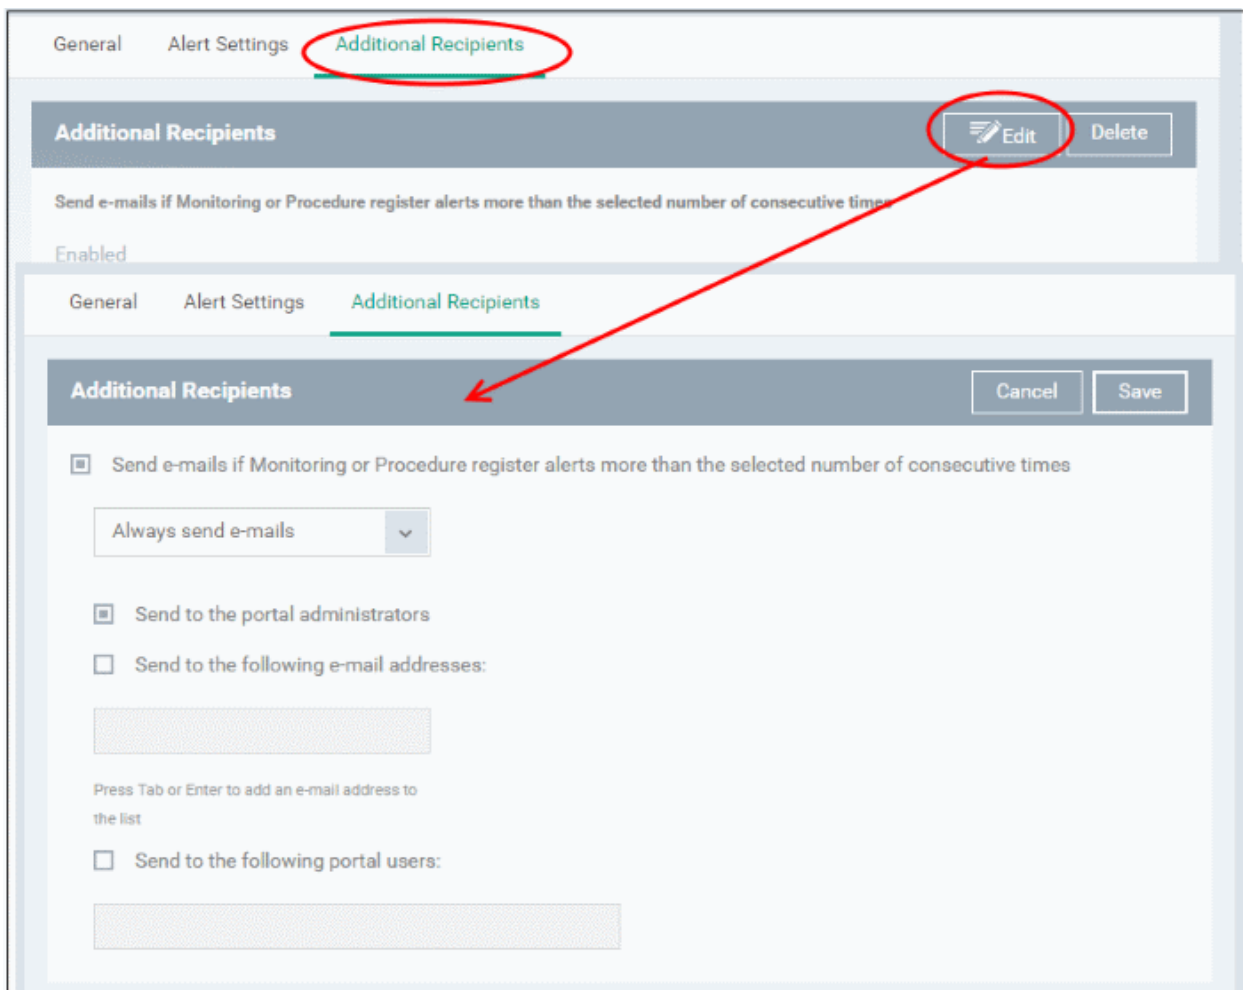 General Alert Settings Additional Recipients
Additional Recipients Edit Delete
Send e-mails if Monitoring or Procedure register alerts more than the selected number of consecutive times
Enabled
General Alert Settings Additional Recipients
Additional Recipients Cancel Save
Send e-mails if Monitoring or Procedure register alerts more than the selected number of consecutive times
Always send e-mails
Send to the portal administrators
Send to the following e-mail addresses:
Press Tab or Enter to add an e-mail address to
the list
Send to the following portal users: